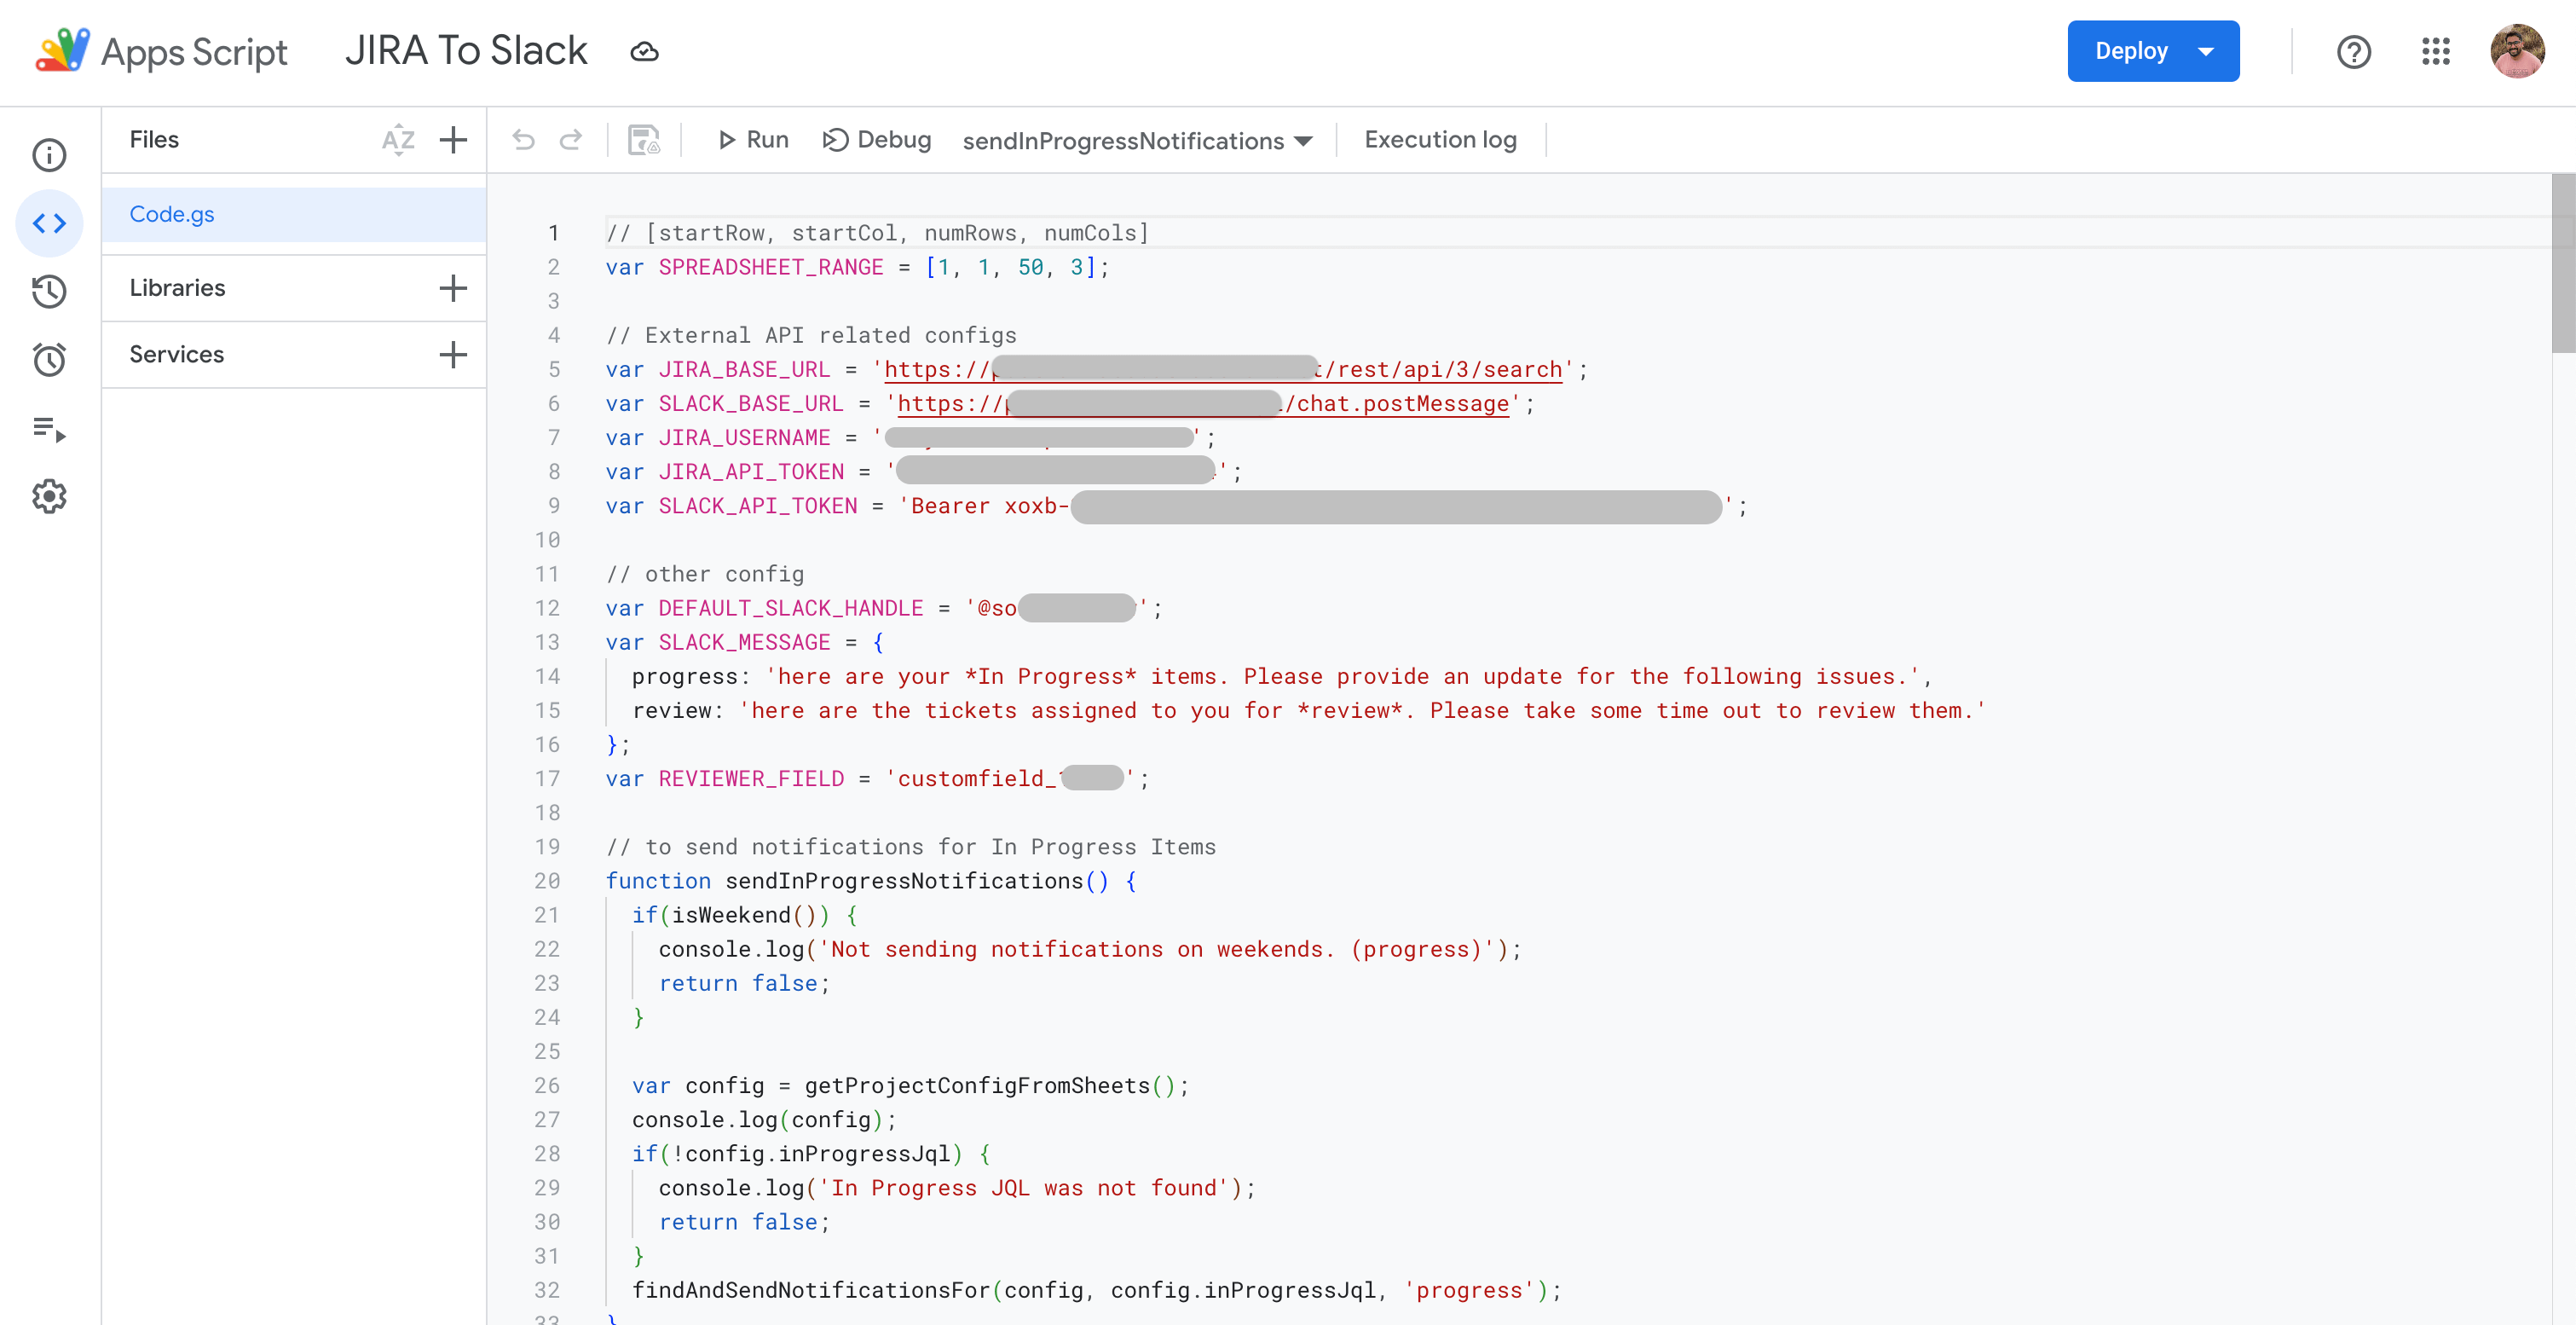 Apps Script
JIRA To Slack
Deploy
Files
AZ
Run
Debug
sendInProgressNotifications
Execution log
Code.gs
Libraries
Services
1 // [startRow, startCol, numRows, numCols]
2 var SPREADSHEET_RANGE = [1, 1, 50, 3];
3
4 // External API related configs
5 var JIRA_BASE_URL = 'https:// /rest/api/3/search';
6 var SLACK_BASE_URL = 'https:// /chat.postMessage';
7 var JIRA_USERNAME = ' ';
8 var JIRA_API_TOKEN = ' ';
9 var SLACK_API_TOKEN = 'Bearer xoxb- ';
10
11 // other config
12 var DEFAULT_SLACK_HANDLE = '@so ';
13 var SLACK_MESSAGE = {
14 progress: 'here are your *In Progress* items. Please provide an update for the following issues.',
15 review: 'here are the tickets assigned to you for *review*. Please take some time out to review them.'
16 };
17 var REVIEWER_FIELD = 'customfield_ ';
18
19 // to send notifications for In Progress Items
20 function sendInProgressNotifications() {
21 if(isWeekend()) {
22 console.log('Not sending notifications on weekends. (progress)');
23 return false;
24 }
25
26 var config = getProjectConfigFromSheets();
27 console.log(config);
28 if(!config.inProgressJql) {
29 console.log('In Progress JQL was not found');
30 return false;
31 }
32 findAndSendNotificationsFor(config, config.inProgressJql, 'progress');
33 }